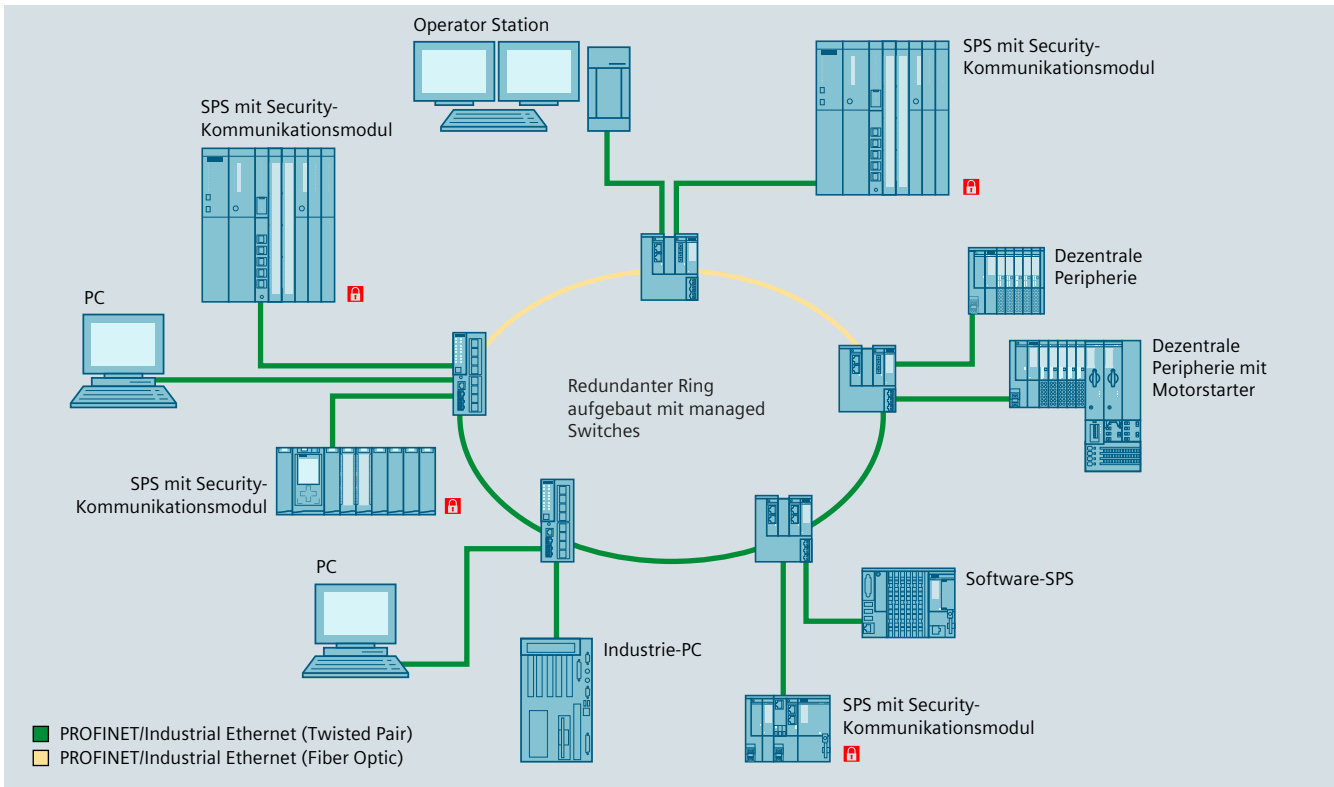 Operator Station
SPS mit Security-
Kommunikationsmodul
SPS mit Security-
Kommunikationsmodul
Dezentrale
Peripherie
PC
Dezentrale
Peripherie mit
Motorstarter
Redundanter Ring
aufgebaut mit managed
Switches
SPS mit Security-
Kommunikationsmodul
PC
Software-SPS
Industrie-PC
SPS mit Security-
Kommunikationsmodul
PROFINET/Industrial Ethernet (Twisted Pair)
PROFINET/Industrial Ethernet (Fiber Optic)